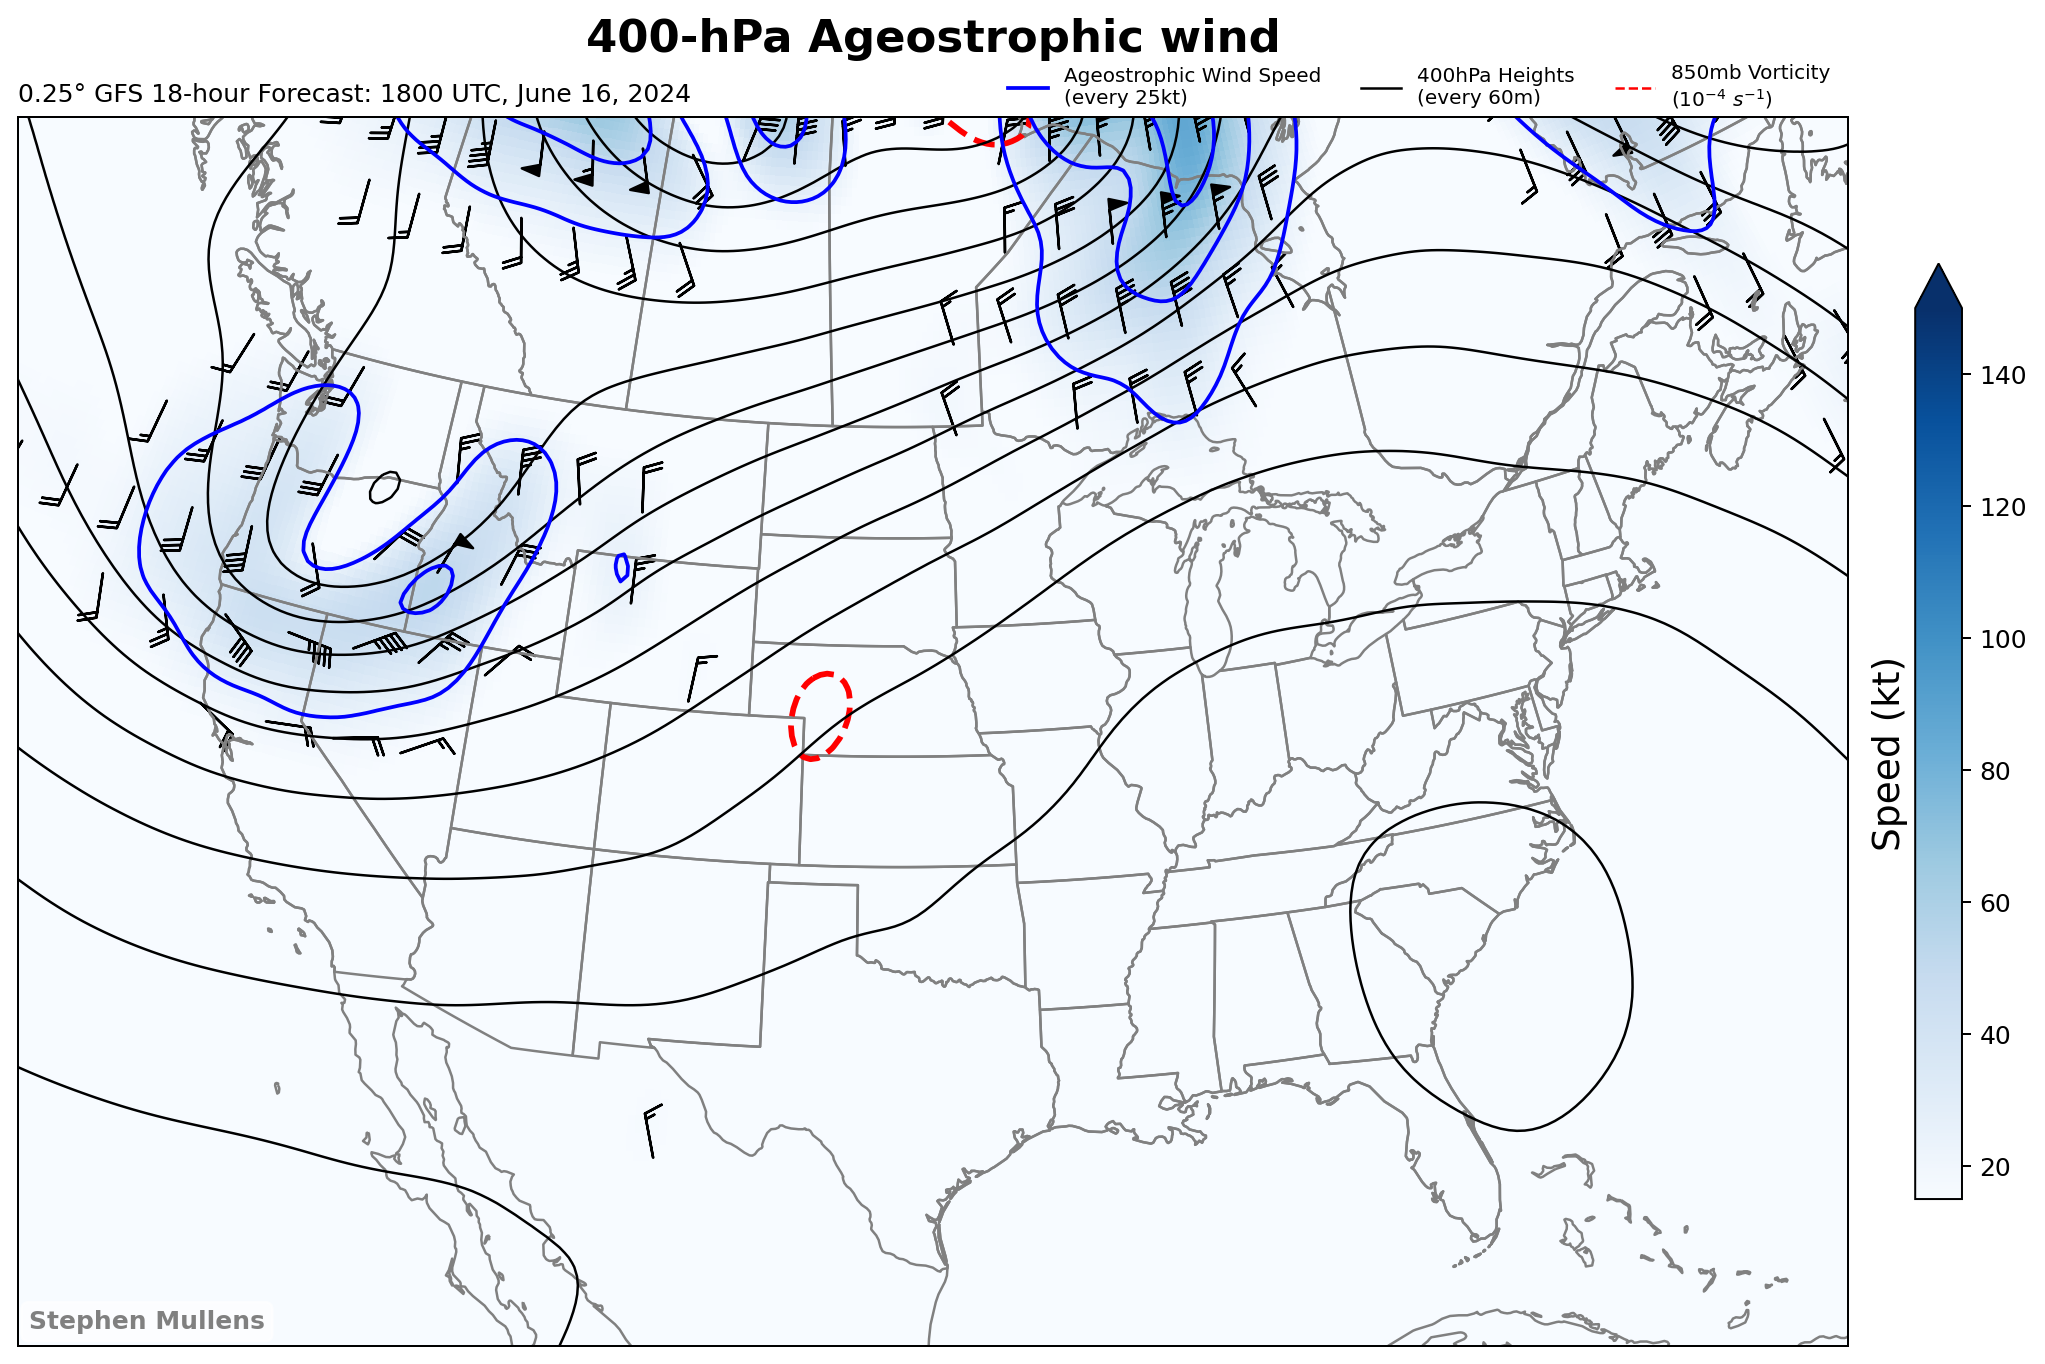 400-hPa Ageostrophic wind
0.25° GFS 18-hour Forecast: 1800 UTC, June 16, 2024
Ageostrophic Wind Speed
(every 25kt)
400hPa Heights
(every 60m)
850mb Vorticity
(10⁻⁴ s⁻¹)
140
120
100
80
60
40
20
Speed (kt)
Stephen Mullens